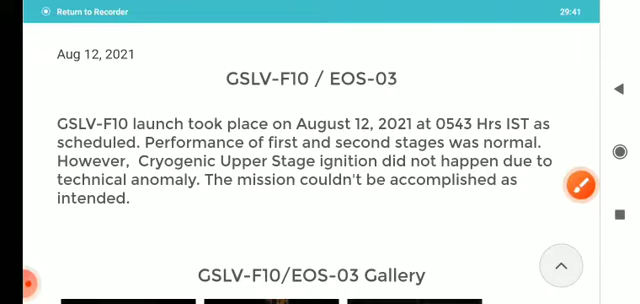 Return to Recorder
29:41
Aug 12, 2021
GSLV-F10 / EOS-03
GSLV-F10 launch took place on August 12, 2021 at 0543 Hrs IST as
scheduled. Performance of first and second stages was normal.
However,  Cryogenic Upper Stage ignition did not happen due to
technical anomaly. The mission couldn't be accomplished as
intended.
GSLV-F10/EOS-03 Gallery